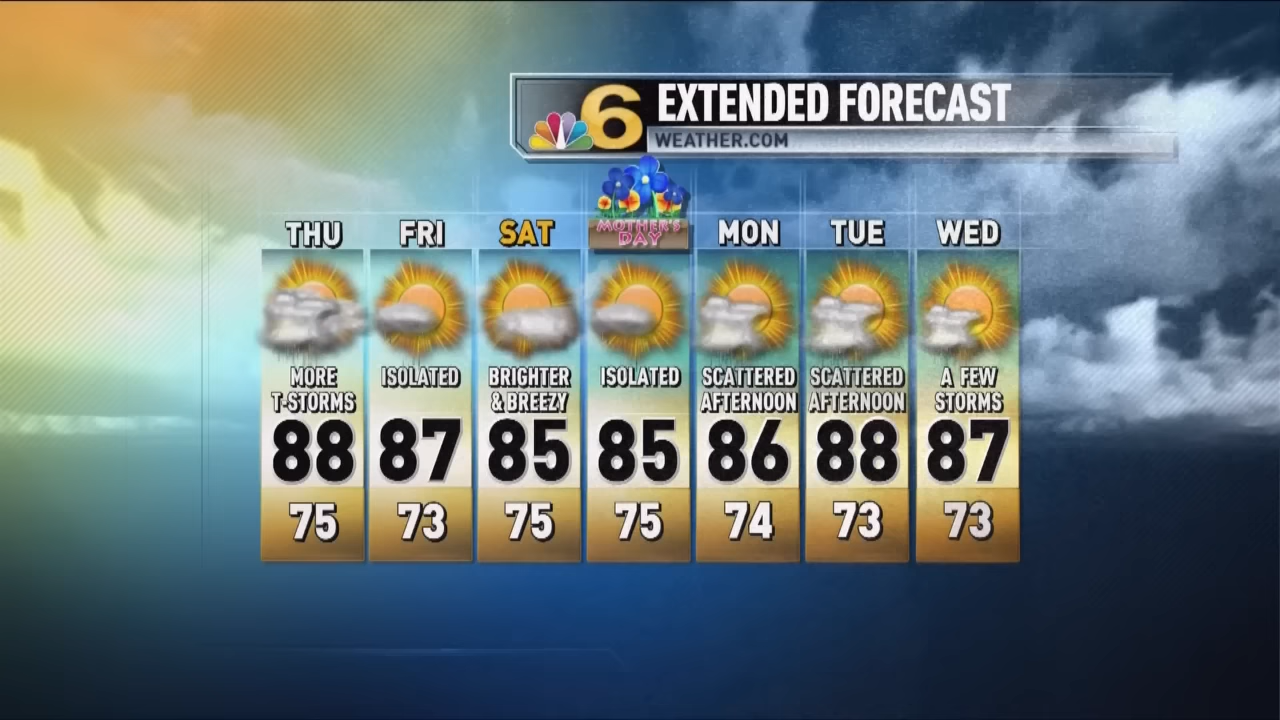 6 EXTENDED FORECAST
WEATHER.COM
THU
MORE
T-STORMS
88
75
FRI
ISOLATED
87
73
SAT
BRIGHTER
& BREEZY
85
75
MOTHER'S
DAY
ISOLATED
85
75
MON
SCATTERED
AFTERNOON
86
74
TUE
SCATTERED
AFTERNOON
88
73
WED
A FEW
STORMS
87
73